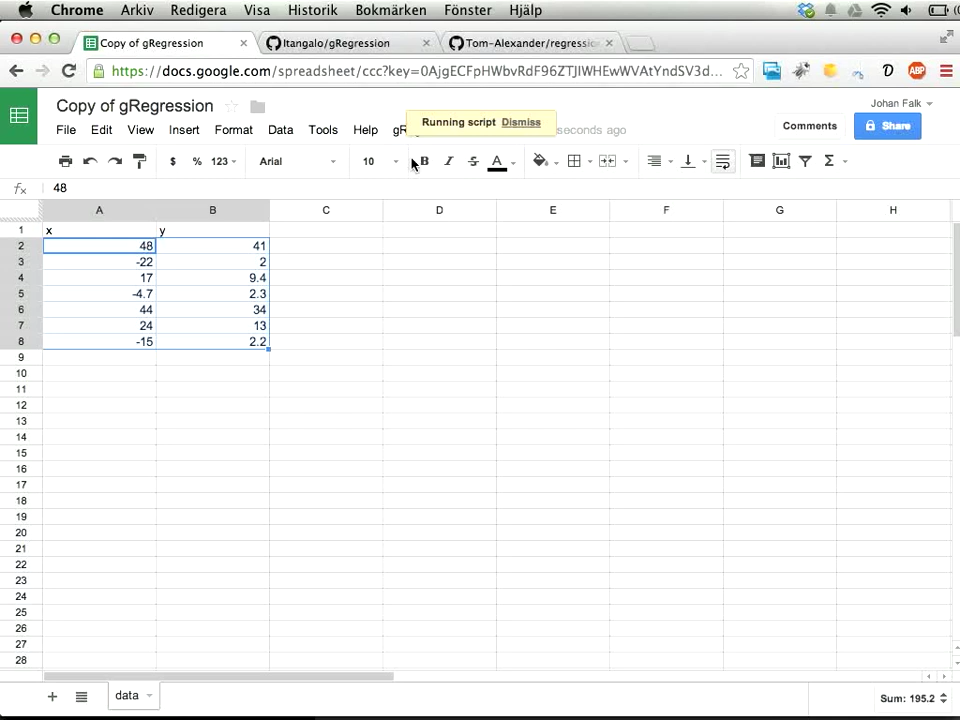 Chrome Arkiv Redigera Visa Historik Bokmärken Fönster Hjälp
Copy of gRegression Itangalo/gRegression Tom-Alexander/regressi
https://docs.google.com/spreadsheet/ccc?key=0AjgECFpHWbvRdF96ZTJIWHEwWVAtYndSV3d...
Copy of gRegression
Johan Falk
Running script Dismiss
File Edit View Insert Format Data Tools Help gR seconds ago
Comments Share
$ % 123 Arial 10 B I S A Σ
fx 48
A B C D E F G H
1 x y
2 48 41
3 -22 2
4 17 9.4
5 -4.7 2.3
6 44 34
7 24 13
8 -15 2.2
9
10
11
12
13
14
15
16
17
18
19
20
21
22
23
24
25
26
27
28
data Sum: 195.2